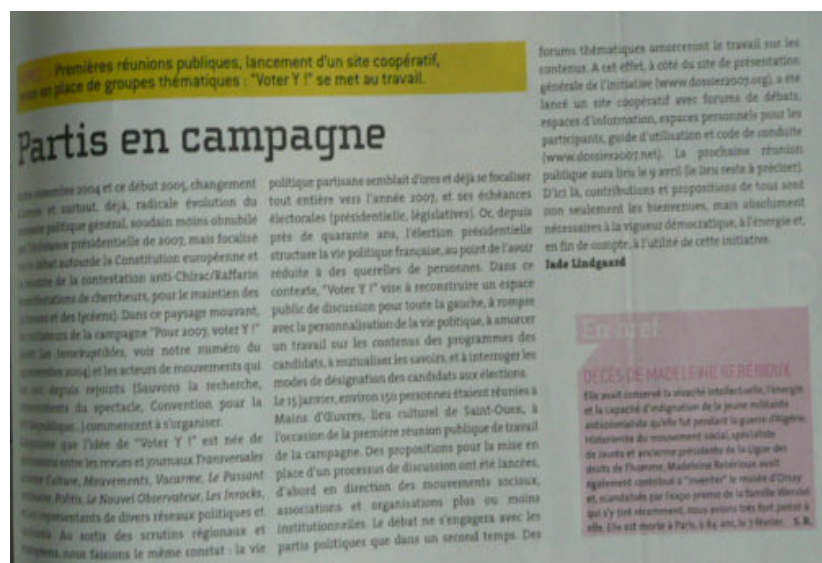 Premières réunions publiques, lancement d'un site coopératif,
en place de groupes thématiques : "Voter Y !" se met au travail.
Partis en campagne
novembre 2004 et ce début 2005, changement
et surtout, déjà, radicale évolution du
politique général, soudain moins obnubilé
présidentielle de 2007, mais focalisé
débat autour de la Constitution européenne et
de la contestation anti-Chirac/Raffarin
de chercheurs, pour le maintien des
et des lycéens). Dans ce paysage mouvant,
de la campagne "Pour 2007, voter Y !"
Les Inrockuptibles, voir notre numéro du
novembre 2004) et les acteurs de mouvements qui
ont depuis rejoints (Sauvons la recherche,
du spectacle, Convention pour la
République...) commencent à s'organiser.
que l'idée de "Voter Y !" est née de
entre les revues et journaux Transversales
Culture, Mouvements, Vacarme, Le Passant
Politis, Le Nouvel Observateur, Les Inrocks,
représentants de divers réseaux politiques et
Au sortir des scrutins régionaux et
nous faisions le même constat : la vie
politique partisane semblait d'ores et déjà se focaliser
tout entière vers l'année 2007, et ses échéances
électorales (présidentielle, législatives). Or, depuis
près de quarante ans, l'élection présidentielle
structure la vie politique française, au point de l'avoir
réduite à des querelles de personnes. Dans ce
contexte, "Voter Y !" vise à reconstruire un espace
public de discussion pour toute la gauche, à rompre
avec la personnalisation de la vie politique, à amorcer
un travail sur les contenus des programmes des
candidats, à mutualiser les savoirs, et à interroger les
modes de désignation des candidats aux élections.
Le 15 janvier, environ 150 personnes étaient réunies à
Mains d'Œuvres, lieu culturel de Saint-Ouen, à
l'occasion de la première réunion publique de travail
de la campagne. Des propositions pour la mise en
place d'un processus de discussion ont été lancées,
d'abord en direction des mouvements sociaux,
associations et organisations plus ou moins
institutionnelles. Le débat ne s'engagera avec les
partis politiques que dans un second temps. Des
forums thématiques amorceront le travail sur les
contenus. A cet effet, à côté du site de présentation
générale de l'initiative (www.dossier2007.org), a été
lancé un site coopératif avec forums de débats,
espaces d'information, espaces personnels pour les
participants, guide d'utilisation et code de conduite
(www.dossier2007.net). La prochaine réunion
publique aura lieu le 9 avril (le lieu reste à préciser).
D'ici là, contributions et propositions de tous sont
non seulement les bienvenues, mais absolument
nécessaires à la vigueur démocratique, à l'énergie et,
en fin de compte, à l'utilité de cette initiative.
Jade Lindgaard
En bref
DÉCÈS DE MADELEINE REBÉRIOUX
Elle avait conservé la vivacité intellectuelle, l'énergie
et la capacité d'indignation de la jeune militante
anticolonialiste qu'elle fut pendant la guerre d'Algérie.
Historienne du mouvement social, spécialiste
de Jaurès et ancienne présidente de la Ligue des
droits de l'homme, Madeleine Rebérioux avait
également contribué à "inventer" le musée d'Orsay
et, scandalisés par l'expo promo de la famille Wendel
qui s'y tint récemment, nous avions très fort pensé à
elle. Elle est morte à Paris, à 84 ans, le 7 février. S. B.